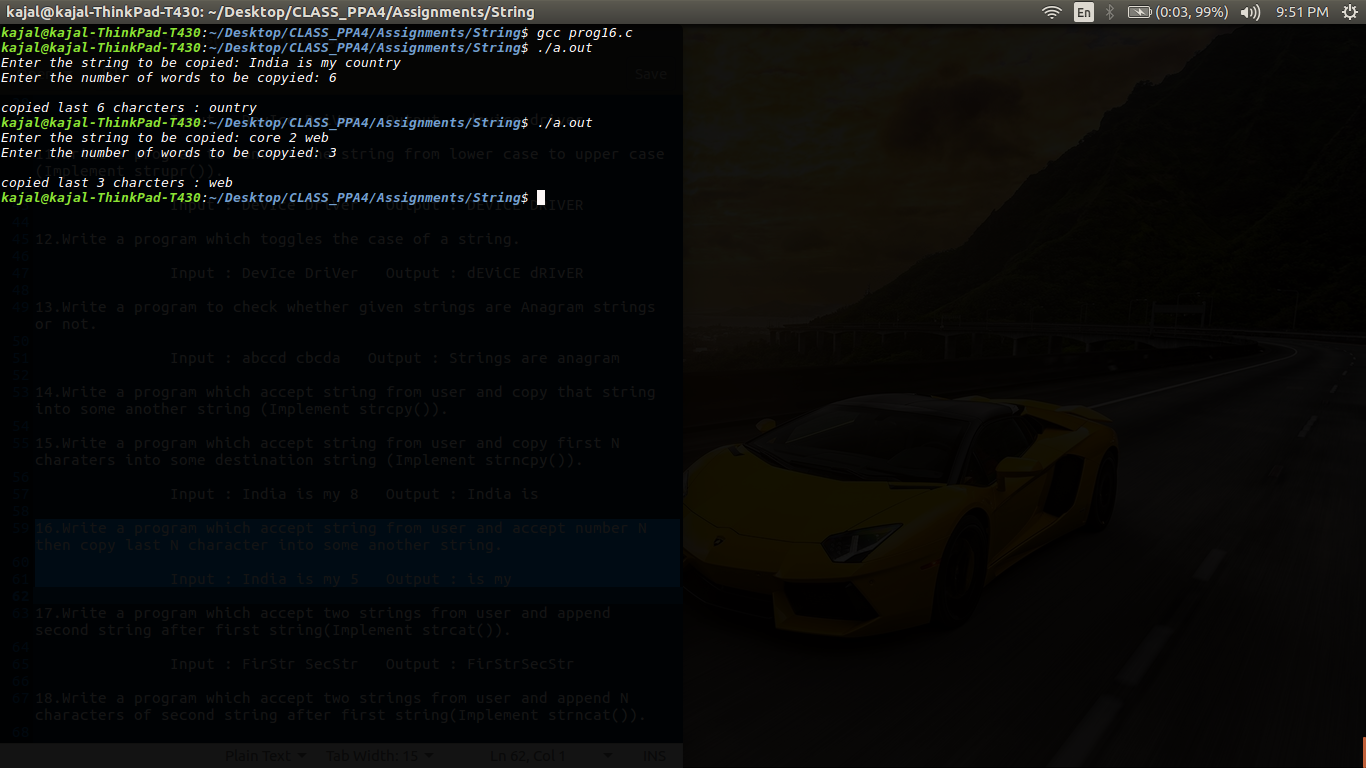 kajal@kajal-ThinkPad-T430: ~/Desktop/CLASS_PPA4/Assignments/String
En
(0:03, 99%)
9:51 PM
kajal@kajal-ThinkPad-T430:~/Desktop/CLASS_PPA4/Assignments/String$ gcc prog16.c
kajal@kajal-ThinkPad-T430:~/Desktop/CLASS_PPA4/Assignments/String$ ./a.out
Enter the string to be copied: India is my country
Enter the number of words to be copyied: 6
Save
copied last 6 charcters : ountry
kajal@kajal-ThinkPad-T430:~/Desktop/CLASS_PPA4/Assignments/String$ ./a.out
Enter the string to be copied: core 2 web
Enter the number of words to be copyied: 3
string from lower case to upper case
(Implement strupr()).
copied last 3 charcters : web
kajal@kajal-ThinkPad-T430:~/Desktop/CLASS_PPA4/Assignments/String$
12.Write a program which toggles the case of a string.
Input : DevIce DriVer Output : dEViCE dRIvER
13.Write a program to check whether given strings are Anagram strings
or not.
Input : abccd cbcda Output : Strings are anagram
14.Write a program which accept string from user and copy that string
into some another string (Implement strcpy()).
15.Write a program which accept string from user and copy first N
charaters into some destination string (Implement strncpy()).
Input : India is my 8 Output : India is
16.Write a program which accept string from user and accept number N
then copy last N character into some another string.
Input : India is my 5 Output : is my
17.Write a program which accept two strings from user and append
second string after first string(Implement strcat()).
Input : FirStr SecStr Output : FirStrSecStr
18.Write a program which accept two strings from user and append N
characters of second string after first string(Implement strncat()).
Plain Text Tab Width: 15 Ln 62, Col 1 INS